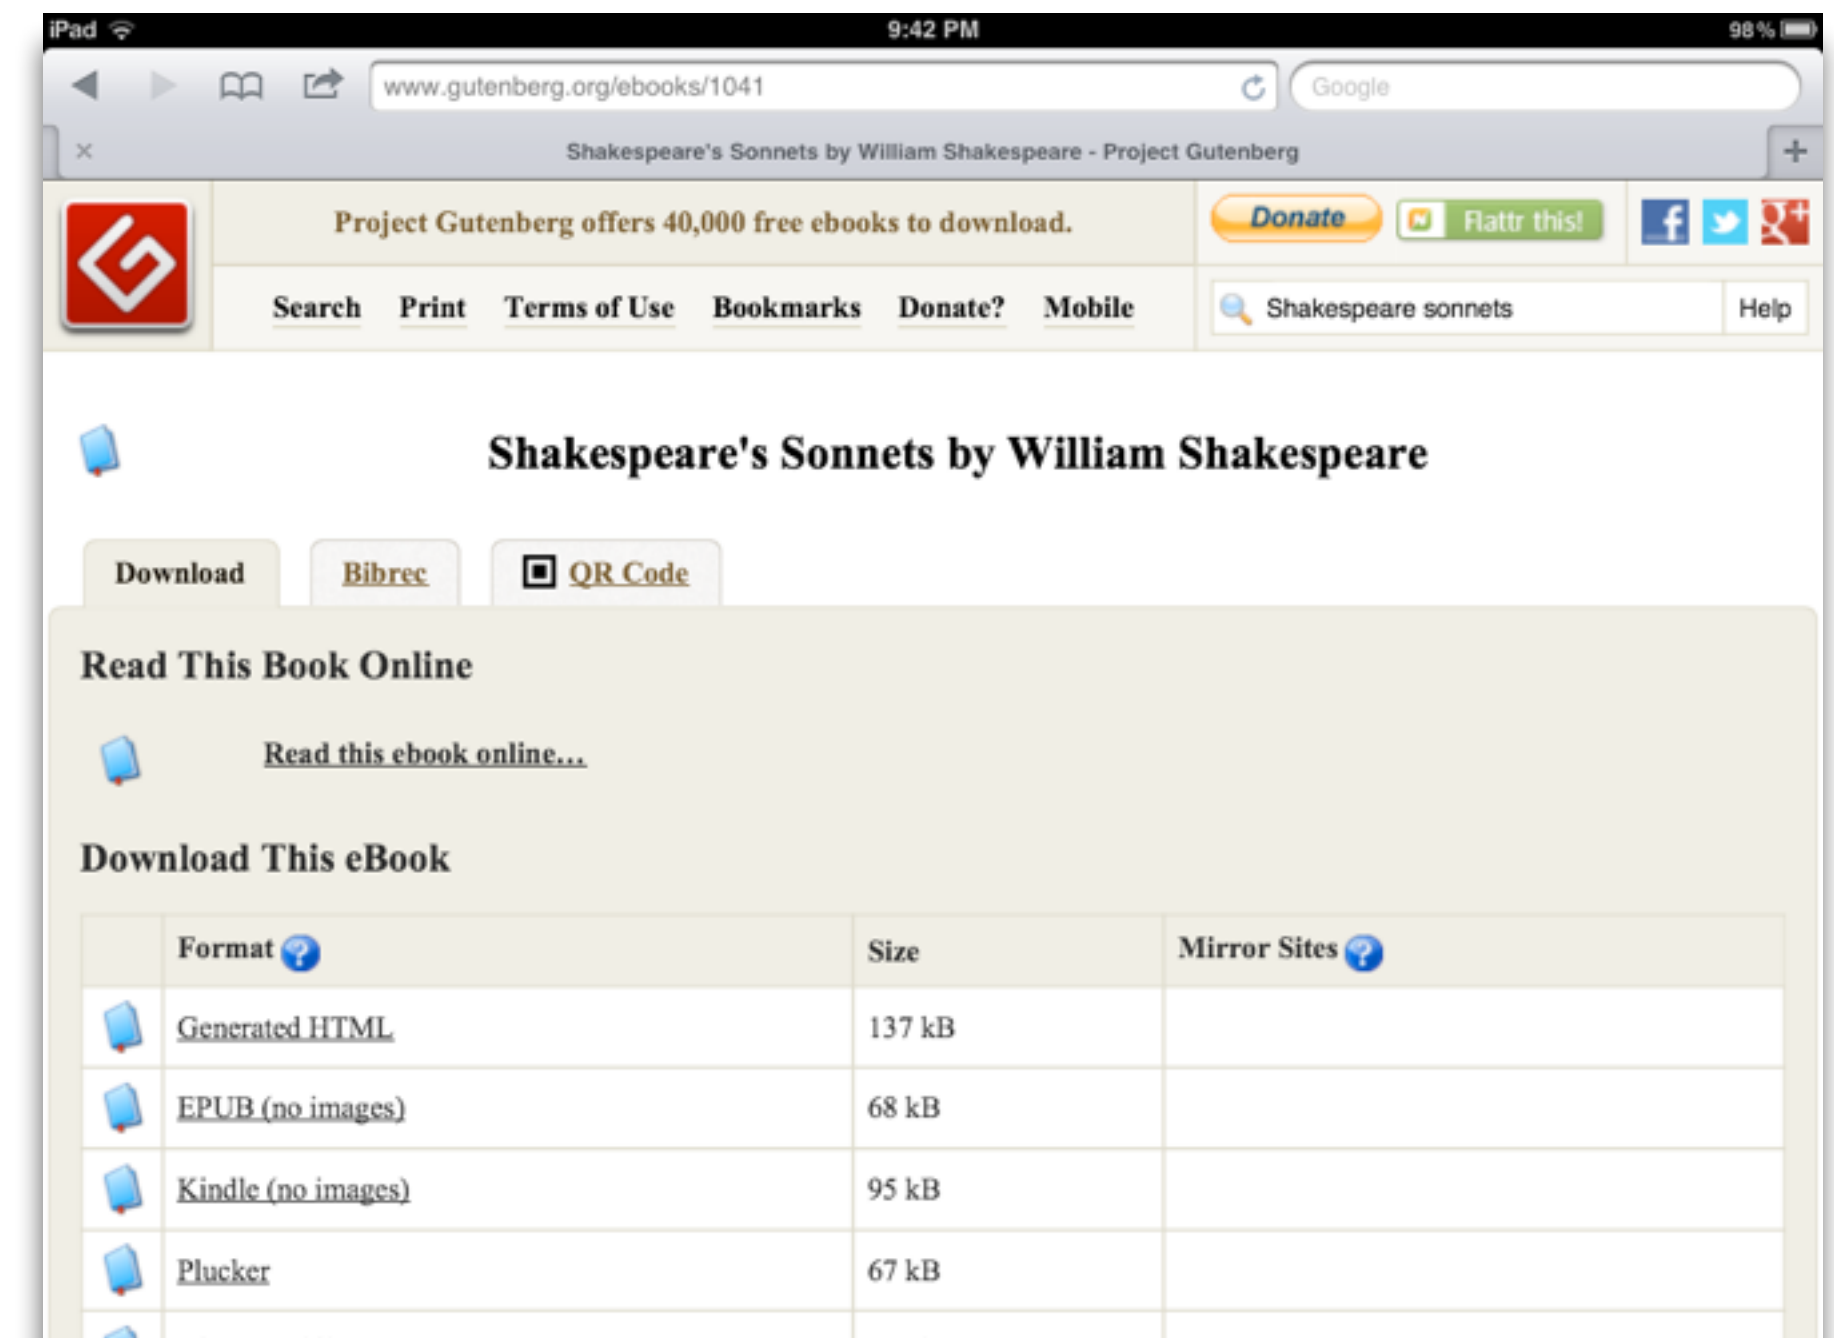 iPad 9:42 PM 98%
www.gutenberg.org/ebooks/1041 Google
Shakespeare's Sonnets by William Shakespeare - Project Gutenberg
Project Gutenberg offers 40,000 free ebooks to download. Donate Flattr this!
Search Print Terms of Use Bookmarks Donate? Mobile Shakespeare sonnets Help
Shakespeare's Sonnets by William Shakespeare
Download Bibrec QR Code
Read This Book Online
Read this ebook online...
Download This eBook
Format Size Mirror Sites
Generated HTML 137 kB
EPUB (no images) 68 kB
Kindle (no images) 95 kB
Plucker 67 kB